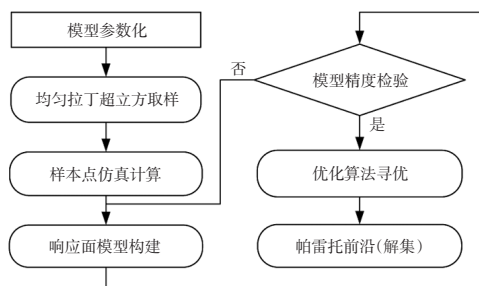 模型参数化
均匀拉丁超立方取样
样本点仿真计算
响应面模型构建
否
模型精度检验
是
优化算法寻优
帕雷托前沿(解集)